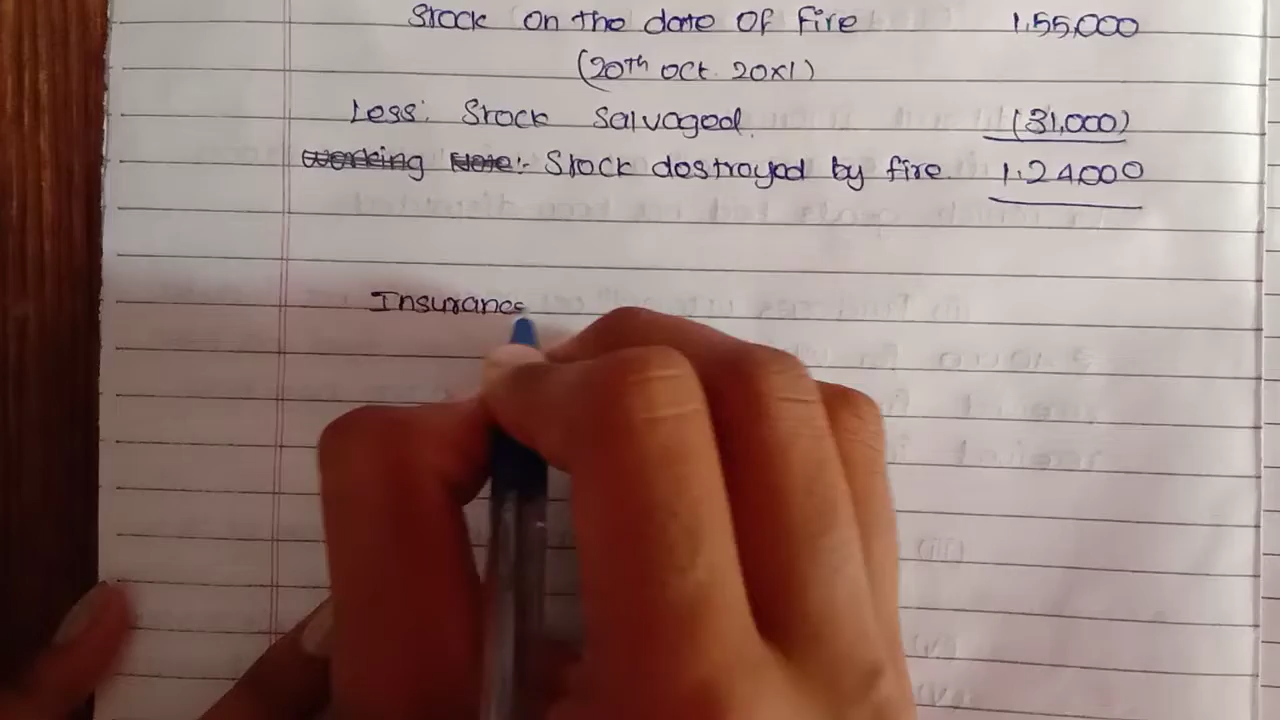 Stock on the date of fire 1,55,000
(20th oct. 20x1)
Less: Stock Salvaged. (31,000)
Working Note:- Stock destroyed by fire 1,24,000
Insurance